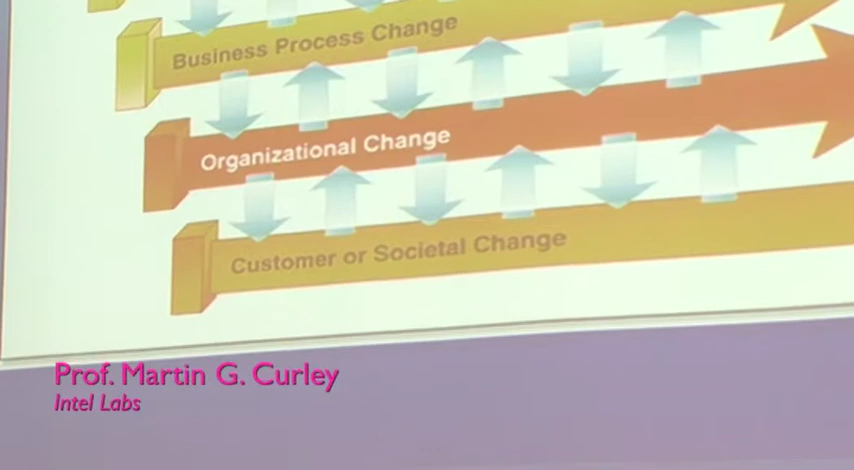 Business Process Change
Organizational Change
Customer or Societal Change
Prof. Martin G. Curley
Intel Labs